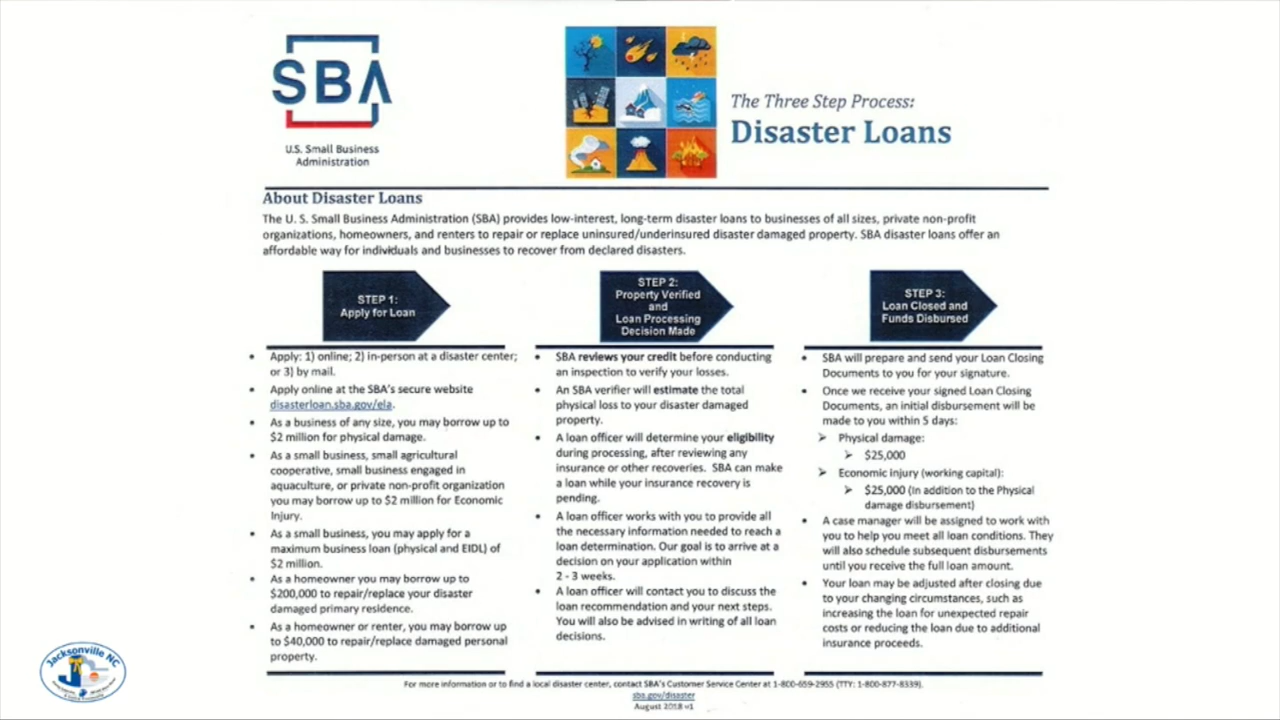 SBA
U.S. Small Business
Administration
The Three Step Process:
Disaster Loans
About Disaster Loans
The U. S. Small Business Administration (SBA) provides low-interest, long-term disaster loans to businesses of all sizes, private non-profit
organizations, homeowners, and renters to repair or replace uninsured/underinsured disaster damaged property. SBA disaster loans offer an
affordable way for individuals and businesses to recover from declared disasters.
STEP 1:
Apply for Loan
• Apply: 1) online; 2) in-person at a disaster center;
or 3) by mail.
• Apply online at the SBA's secure website
disasterloan.sba.gov/ela.
• As a business of any size, you may borrow up to
$2 million for physical damage.
• As a small business, small agricultural
cooperative, small business engaged in
aquaculture, or private non-profit organization
you may borrow up to $2 million for Economic
Injury.
• As a small business, you may apply for a
maximum business loan (physical and EIDL) of
$2 million.
• As a homeowner you may borrow up to
$200,000 to repair/replace your disaster
damaged primary residence.
• As a homeowner or renter, you may borrow up
to $40,000 to repair/replace damaged personal
property.
STEP 2:
Property Verified
and
Loan Processing
Decision Made
• SBA reviews your credit before conducting
an inspection to verify your losses.
• An SBA verifier will estimate the total
physical loss to your disaster damaged
property.
• A loan officer will determine your eligibility
during processing, after reviewing any
insurance or other recoveries. SBA can make
a loan while your insurance recovery is
pending.
• A loan officer works with you to provide all
the necessary information needed to reach a
loan determination. Our goal is to arrive at a
decision on your application within
2 - 3 weeks.
• A loan officer will contact you to discuss the
loan recommendation and your next steps.
You will also be advised in writing of all loan
decisions.
STEP 3:
Loan Closed and
Funds Disbursed
• SBA will prepare and send your Loan Closing
Documents to you for your signature.
• Once we receive your signed Loan Closing
Documents, an initial disbursement will be
made to you within 5 days:
➢ Physical damage:
➢ $25,000
➢ Economic injury (working capital):
➢ $25,000 (In addition to the Physical
damage disbursement)
• A case manager will be assigned to work with
you to help you meet all loan conditions. They
will also schedule subsequent disbursements
until you receive the full loan amount.
• Your loan may be adjusted after closing due
to your changing circumstances, such as
increasing the loan for unexpected repair
costs or reducing the loan due to additional
insurance proceeds.
For more information or to find a local disaster center, contact SBA's Customer Service Center at 1-800-659-2955 (TTY: 1-800-877-8339).
sba.gov/disaster
August 2018 v1
Jacksonville NC